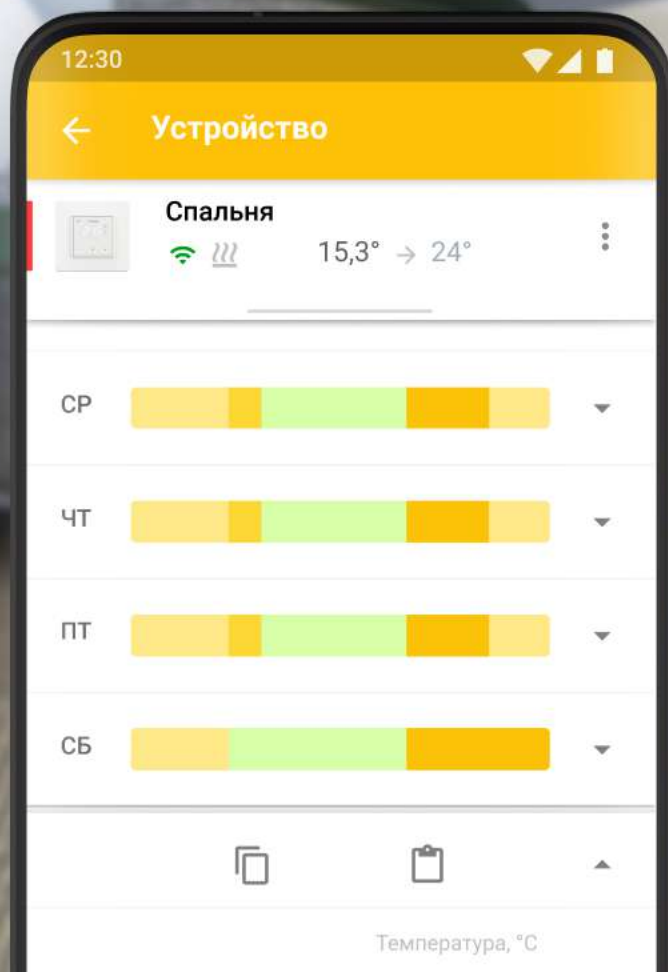 12:30
Устройство
Спальня
15,3° → 24°
СР
ЧТ
ПТ
СБ
Температура, °C